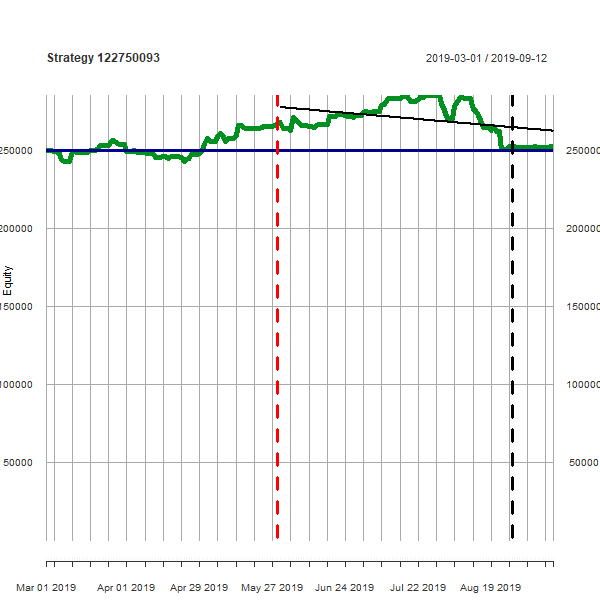 Strategy 122750093
2019-03-01 / 2019-09-12
250000 250000
200000 200000
Equity
150000 150000
100000 100000
50000 50000
Mar 01 2019 Apr 01 2019 Apr 29 2019 May 27 2019 Jun 24 2019 Jul 22 2019 Aug 19 2019